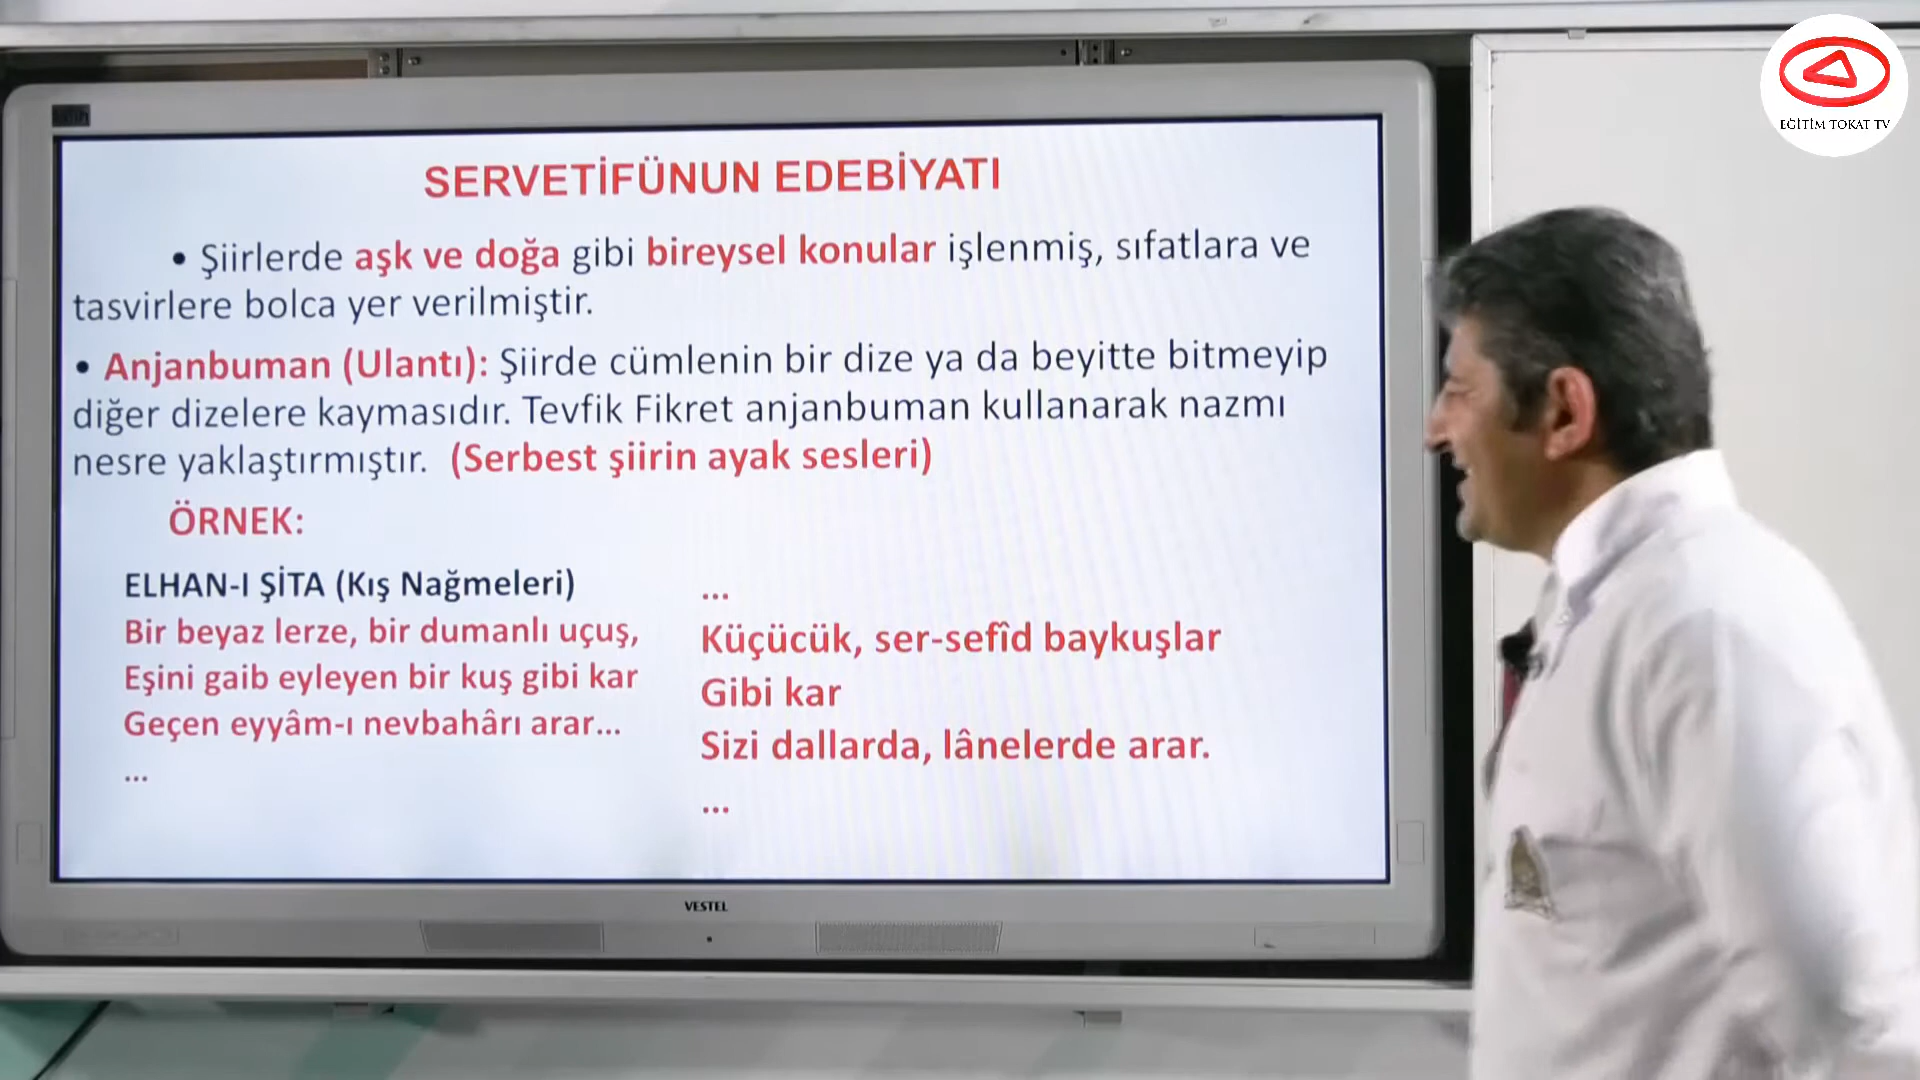 EĞİTİM TOKAT TV
SERVETİFÜNUN EDEBİYATI
• Şiirlerde aşk ve doğa gibi bireysel konular işlenmiş, sıfatlara ve
tasvirlere bolca yer verilmiştir.
• Anjanbuman (Ulantı): Şiirde cümlenin bir dize ya da beyitte bitmeyip
diğer dizelere kaymasıdır. Tevfik Fikret anjanbuman kullanarak nazmı
nesre yaklaştırmıştır. (Serbest şiirin ayak sesleri)
ÖRNEK:
ELHAN-I ŞİTA (Kış Nağmeleri)
Bir beyaz lerze, bir dumanlı uçuş,
Eşini gaib eyleyen bir kuş gibi kar
Geçen eyyâm-ı nevbahârı arar...
...
...
Küçücük, ser-sefîd baykuşlar
Gibi kar
Sizi dallarda, lânelerde arar.
...
VESTEL